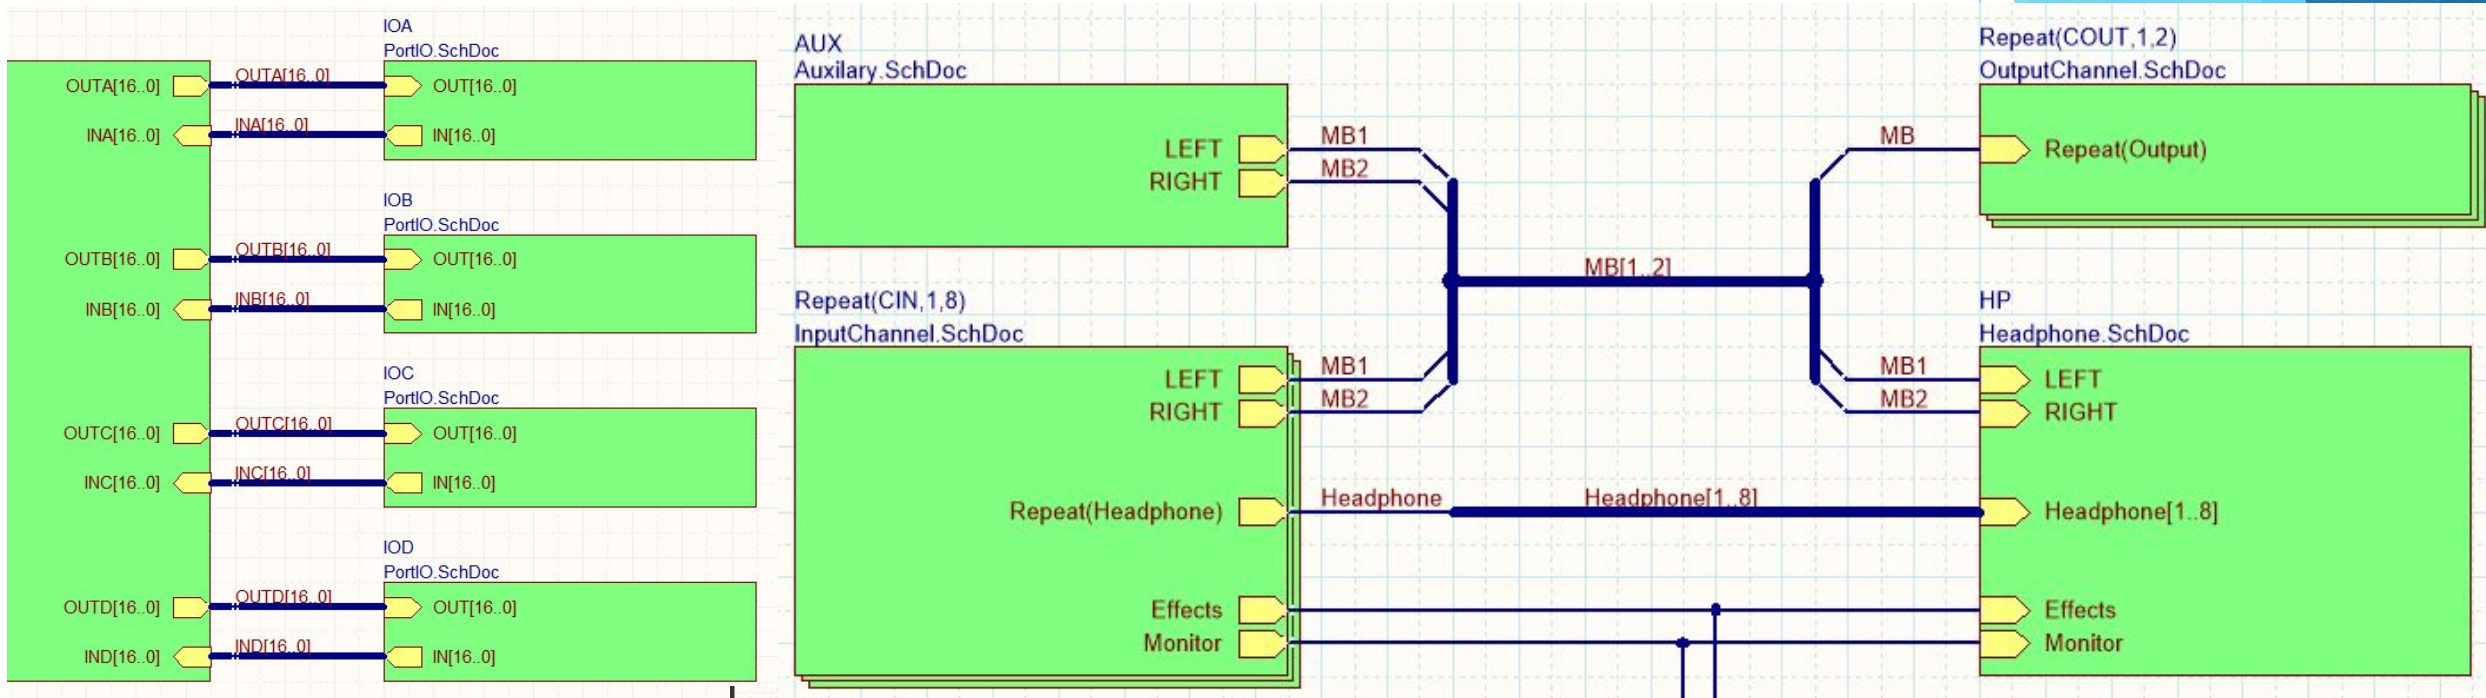 IOA
PortIO.SchDoc
OUTA[16..0]
OUTA[16..0]
OUT[16..0]
INA[16..0]
INA[16..0]
IN[16..0]
IOB
PortIO.SchDoc
OUTB[16..0]
OUTB[16..0]
OUT[16..0]
INB[16..0]
INB[16..0]
IN[16..0]
IOC
PortIO.SchDoc
OUTC[16..0]
OUTC[16..0]
OUT[16..0]
INC[16..0]
INC[16..0]
IN[16..0]
IOD
PortIO.SchDoc
OUTD[16..0]
OUTD[16..0]
OUT[16..0]
IND[16..0]
IND[16..0]
IN[16..0]
AUX
Auxilary.SchDoc
LEFT
MB1
RIGHT
MB2
Repeat(CIN,1,8)
InputChannel.SchDoc
LEFT
MB1
RIGHT
MB2
Repeat(Headphone)
Headphone
Headphone[1..8]
Effects
Monitor
MB[1..2]
Repeat(COUT,1,2)
OutputChannel.SchDoc
MB
Repeat(Output)
HP
Headphone.SchDoc
MB1
LEFT
MB2
RIGHT
Headphone[1..8]
Effects
Monitor